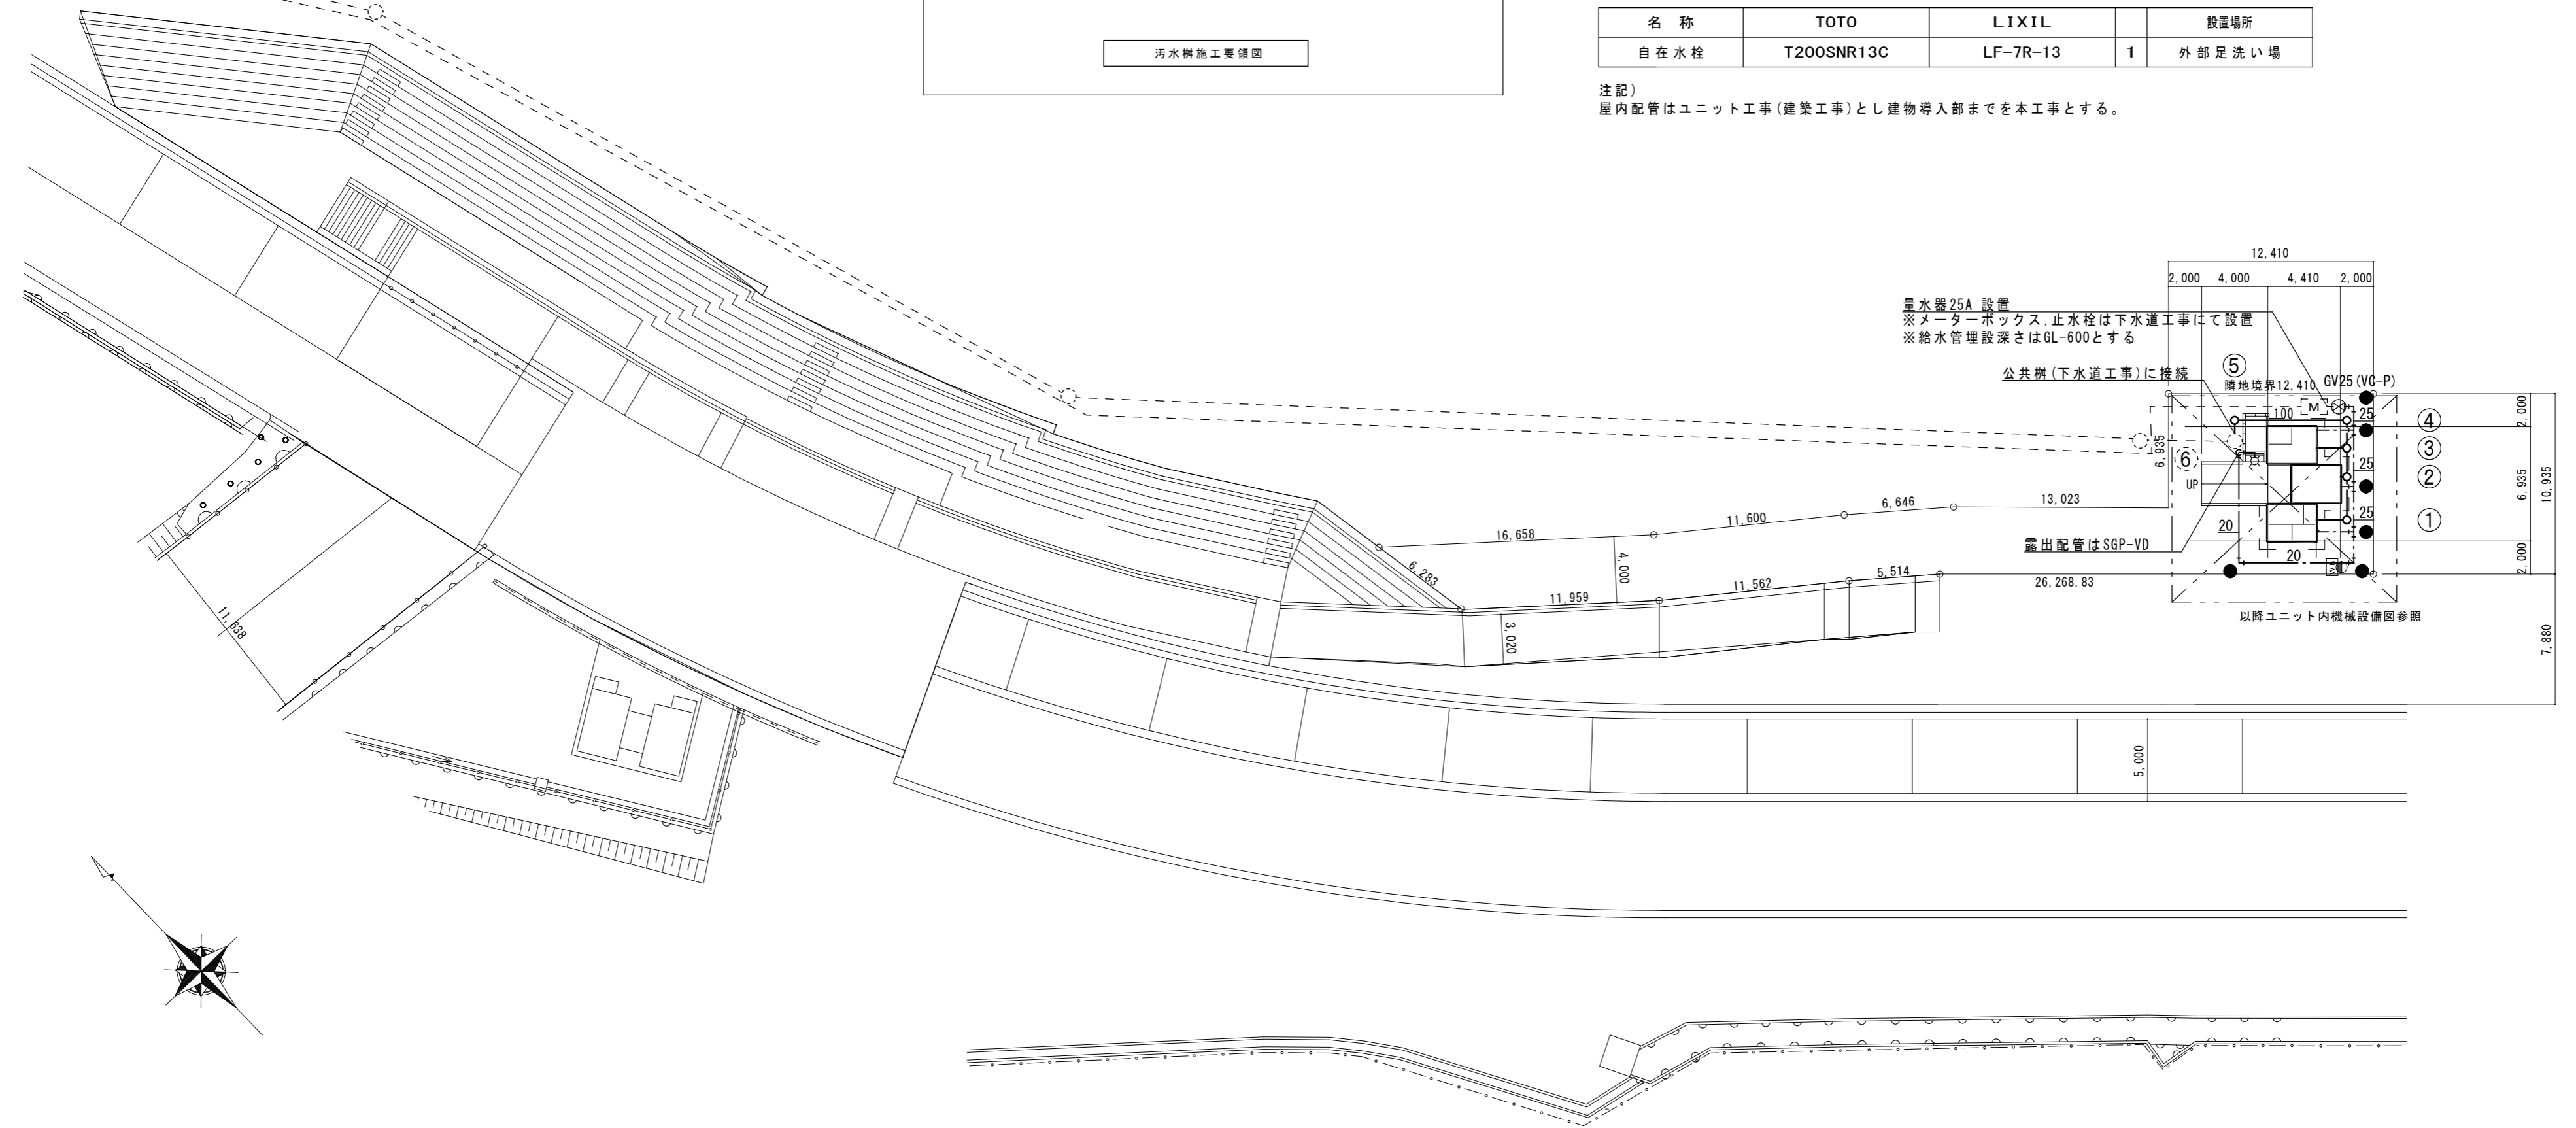 汚水桝施工要領図
名 称 TOTO LIXIL 設置場所
自在水栓 T200SNR13C LF-7R-13 1 外部足洗い場
注記)
屋内配管はユニット工事(建築工事)とし建物導入部までを本工事とする。
12,410
2,000 4,000 4,410 2,000
量水器25A 設置
※メーターボックス,止水栓は下水道工事にて設置
※給水管埋設深さはGL-600とする
公共桝(下水道工事)に接続
⑤
隣地境界12,410
GV25(VC-P)
M
100
25
④
2,000
③
6,935
⑥
25
②
UP
6,935
10,935
25
①
20
露出配管はSGP-VD
20
2,000
以降ユニット内機械設備図参照
7,880
16,658
11,600
6,646
13,023
6,283
4,000
11,959
11,562
5,514
26,268.83
3,020
11,638
5,000